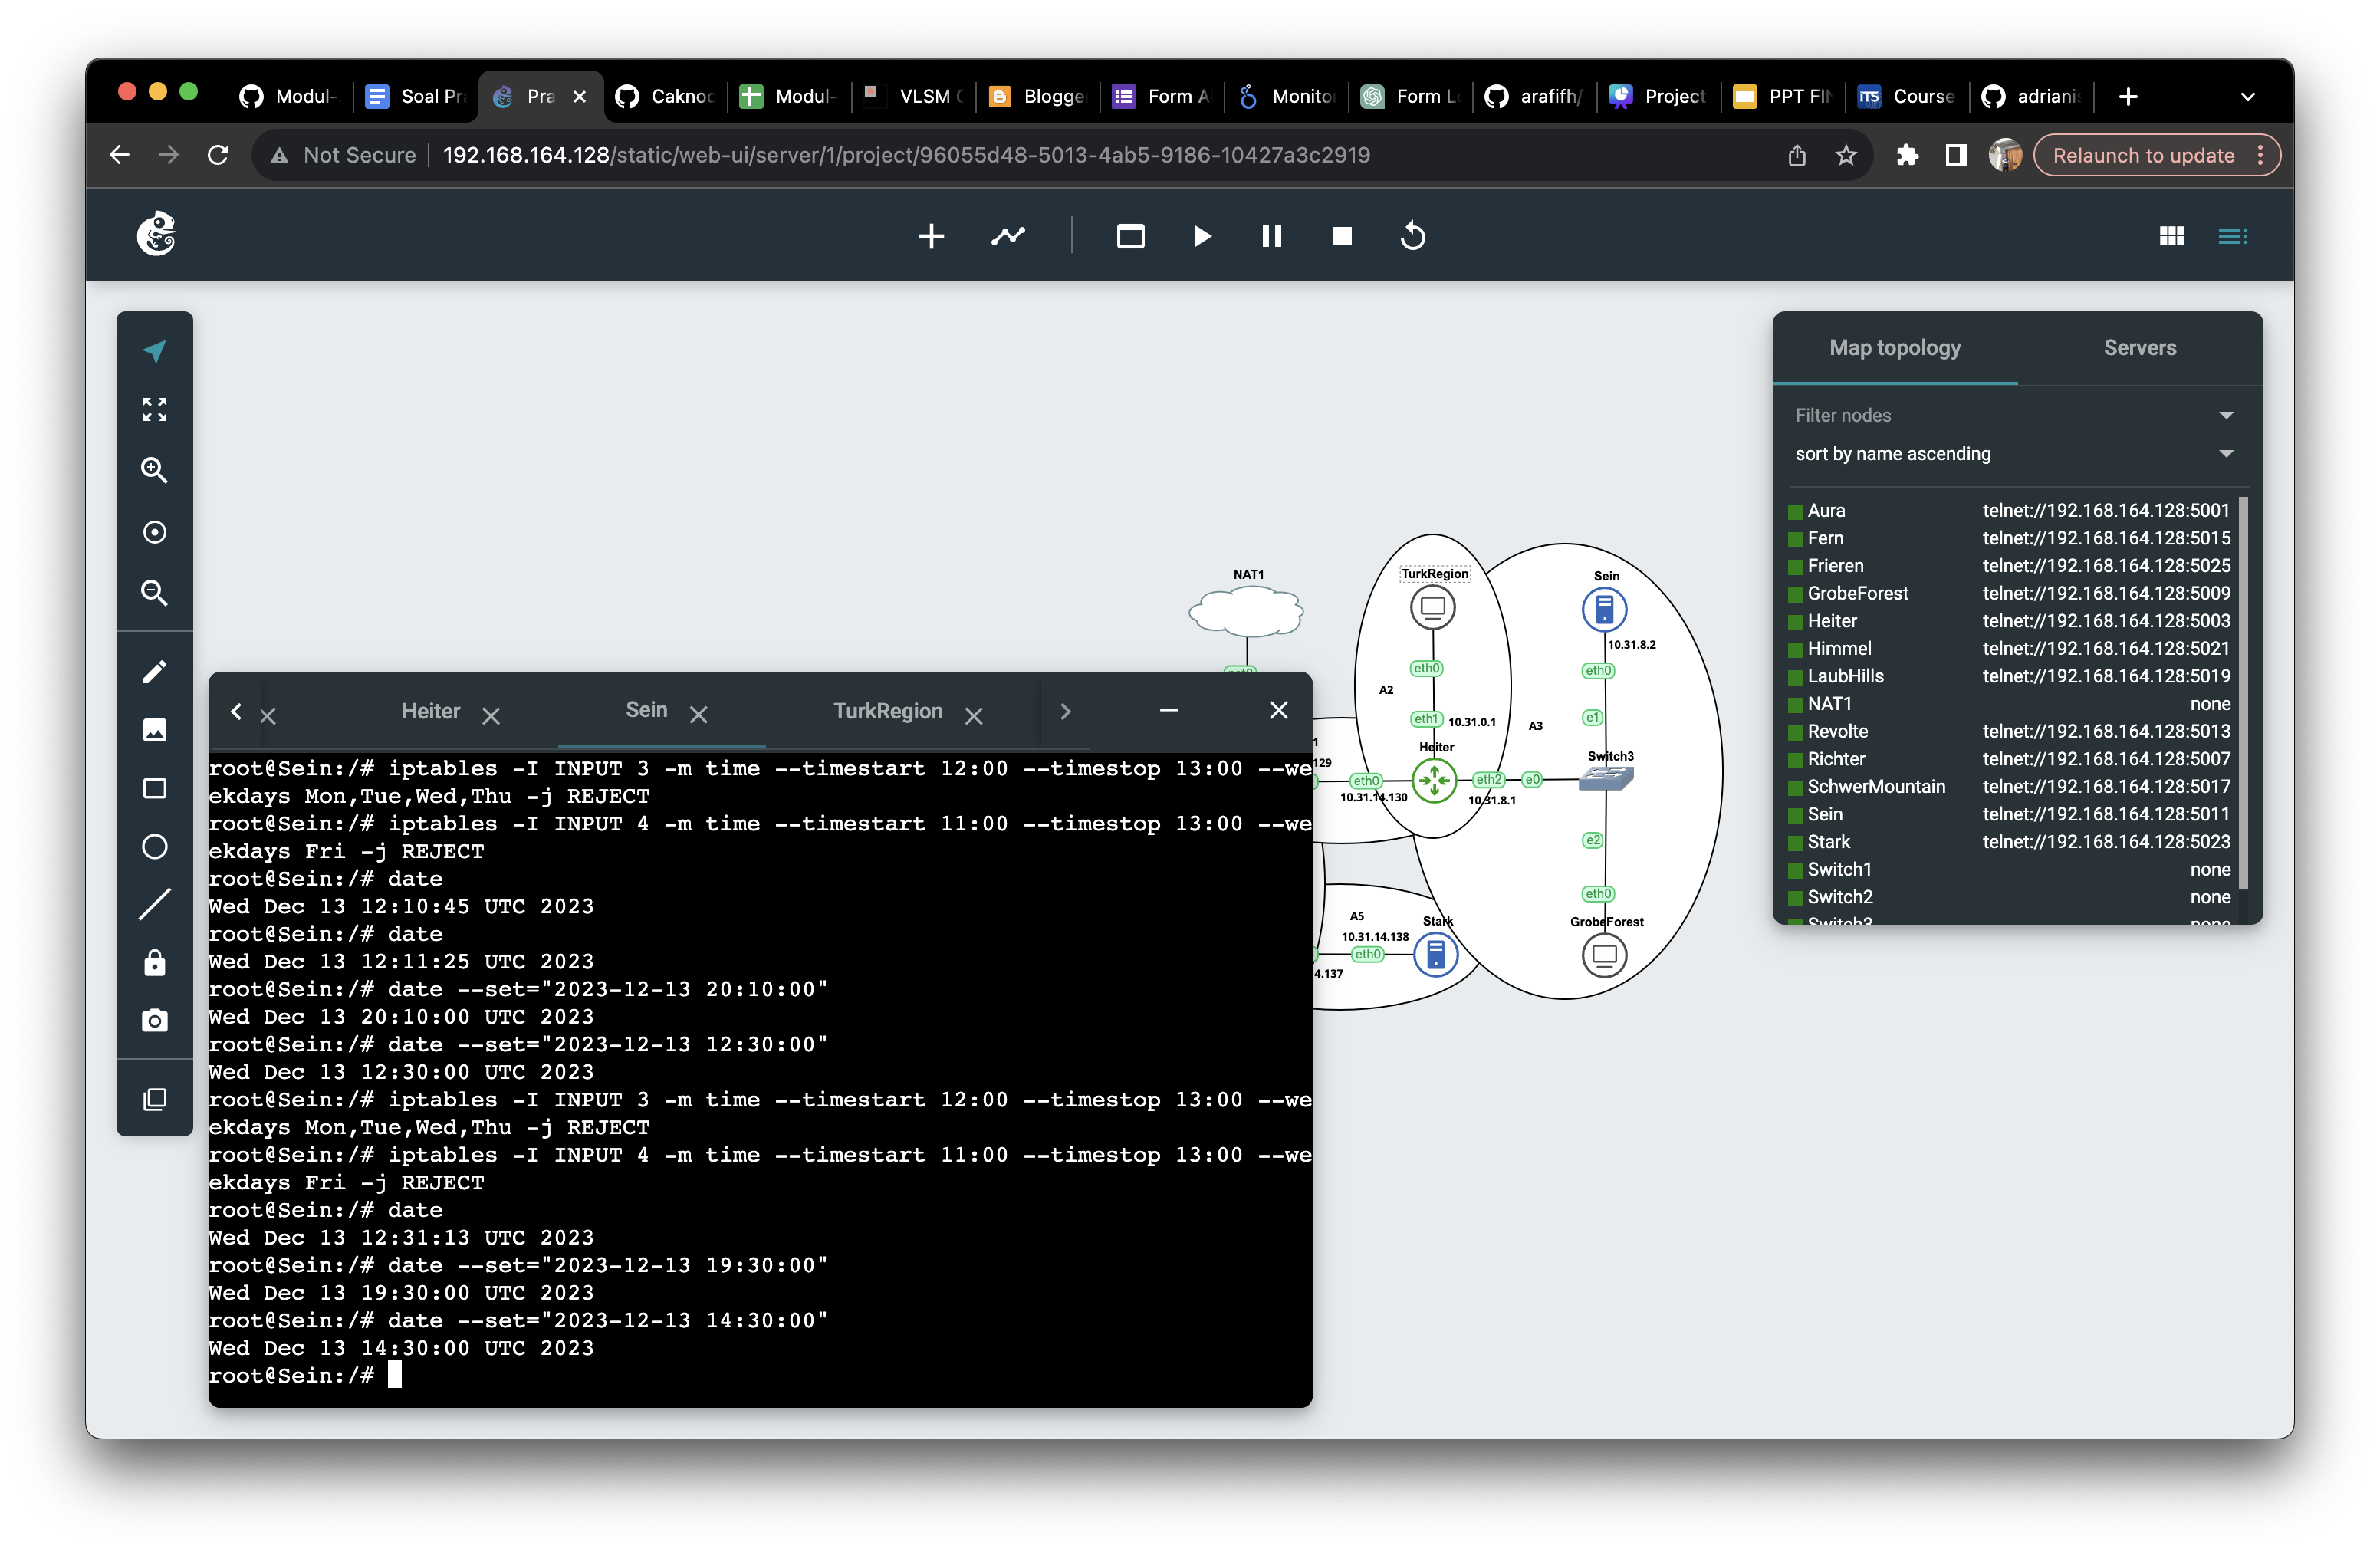 Modul-
Soal Pr
Pra
Caknoc
Modul-
VLSM
Blogge
Form A
Monito
Form L
arafifh/
Project
PPT FIN
ITS
Course
adrianis
Not Secure
192.168.164.128/static/web-ui/server/1/project/96055d48-5013-4ab5-9186-10427a3c2919
Relaunch to update
Map topology
Servers
Filter nodes
sort by name ascending
Aura telnet://192.168.164.128:5001
Fern telnet://192.168.164.128:5015
Frieren telnet://192.168.164.128:5025
GrobeForest telnet://192.168.164.128:5009
Heiter telnet://192.168.164.128:5003
Himmel telnet://192.168.164.128:5021
LaubHills telnet://192.168.164.128:5019
NAT1 none
Revolte telnet://192.168.164.128:5013
Richter telnet://192.168.164.128:5007
SchwerMountain telnet://192.168.164.128:5017
Sein telnet://192.168.164.128:5011
Stark telnet://192.168.164.128:5023
Switch1 none
Switch2 none
Switch3 none
NAT1
TurkRegion
Sein
10.31.8.2
eth0
eth0
A2
eth1
10.31.0.1
A3
e1
Heiter
Switch3
1
129
eth0
eth2
e0
10.31.14.130
10.31.8.1
e2
eth0
A5
Stark
GrobeForest
10.31.14.138
eth0
4.137
Heiter
Sein
TurkRegion
root@Sein:/# iptables -I INPUT 3 -m time --timestart 12:00 --timestop 13:00 --we
ekdays Mon,Tue,Wed,Thu -j REJECT
root@Sein:/# iptables -I INPUT 4 -m time --timestart 11:00 --timestop 13:00 --we
ekdays Fri -j REJECT
root@Sein:/# date
Wed Dec 13 12:10:45 UTC 2023
root@Sein:/# date
Wed Dec 13 12:11:25 UTC 2023
root@Sein:/# date --set="2023-12-13 20:10:00"
Wed Dec 13 20:10:00 UTC 2023
root@Sein:/# date --set="2023-12-13 12:30:00"
Wed Dec 13 12:30:00 UTC 2023
root@Sein:/# iptables -I INPUT 3 -m time --timestart 12:00 --timestop 13:00 --we
ekdays Mon,Tue,Wed,Thu -j REJECT
root@Sein:/# iptables -I INPUT 4 -m time --timestart 11:00 --timestop 13:00 --we
ekdays Fri -j REJECT
root@Sein:/# date
Wed Dec 13 12:31:13 UTC 2023
root@Sein:/# date --set="2023-12-13 19:30:00"
Wed Dec 13 19:30:00 UTC 2023
root@Sein:/# date --set="2023-12-13 14:30:00"
Wed Dec 13 14:30:00 UTC 2023
root@Sein:/#